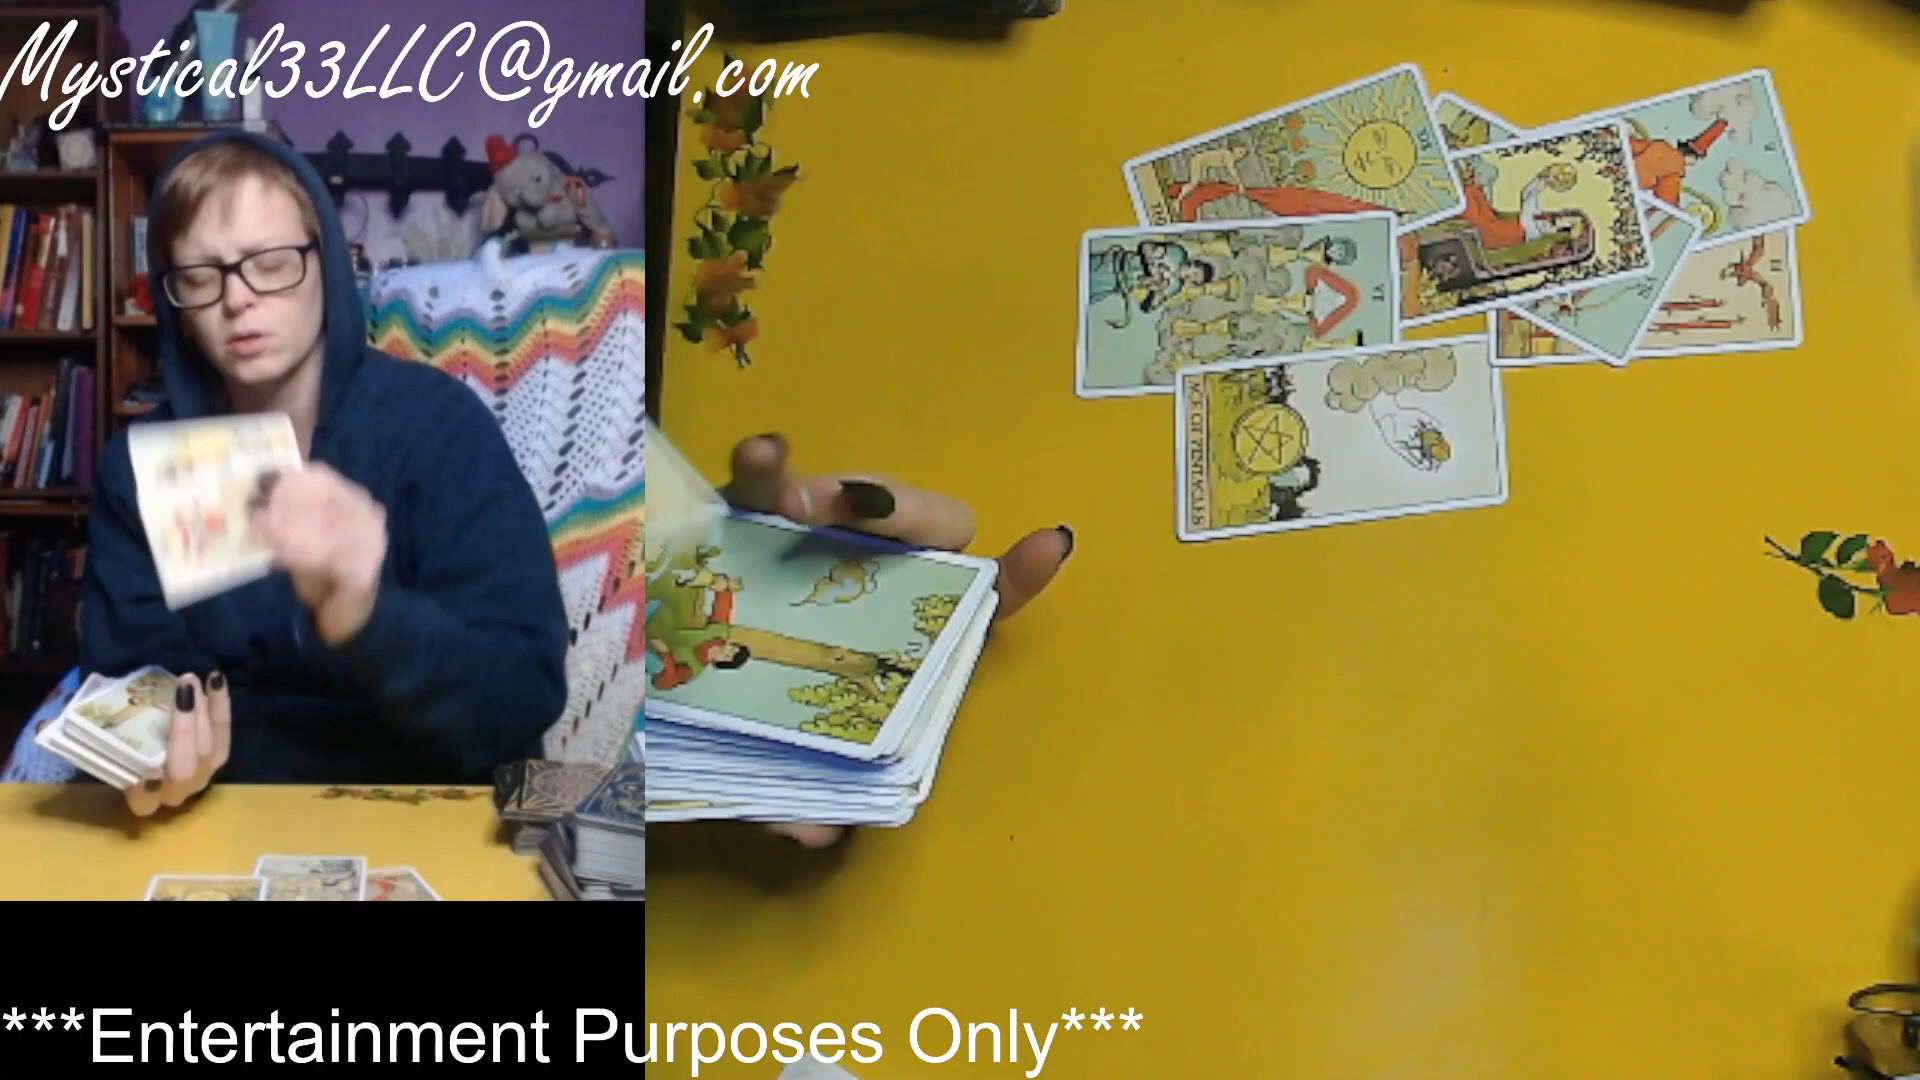 Mystical33LLC@gmail.com
ACE OF PENTACLES
***Entertainment Purposes Only***